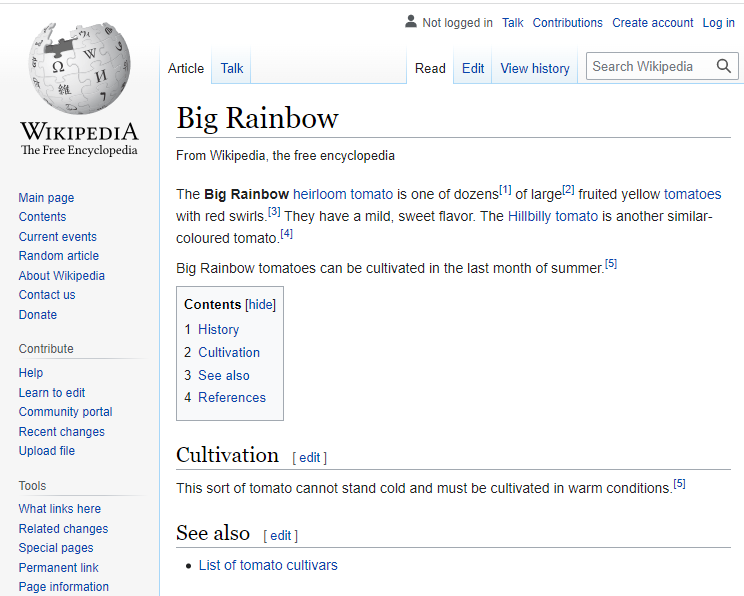 Not logged in Talk Contributions Create account Log in
Article Talk Read Edit View history Search Wikipedia
WIKIPEDIA
The Free Encyclopedia
Main page
Contents
Current events
Random article
About Wikipedia
Contact us
Donate
Contribute
Help
Learn to edit
Community portal
Recent changes
Upload file
Tools
What links here
Related changes
Special pages
Permanent link
Page information
Big Rainbow
From Wikipedia, the free encyclopedia
The Big Rainbow heirloom tomato is one of dozens[1] of large[2] fruited yellow tomatoes
with red swirls.[3] They have a mild, sweet flavor. The Hillbilly tomato is another similar-
coloured tomato.[4]
Big Rainbow tomatoes can be cultivated in the last month of summer.[5]
Contents [hide]
1 History
2 Cultivation
3 See also
4 References
Cultivation [ edit ]
This sort of tomato cannot stand cold and must be cultivated in warm conditions.[5]
See also [ edit ]
• List of tomato cultivars